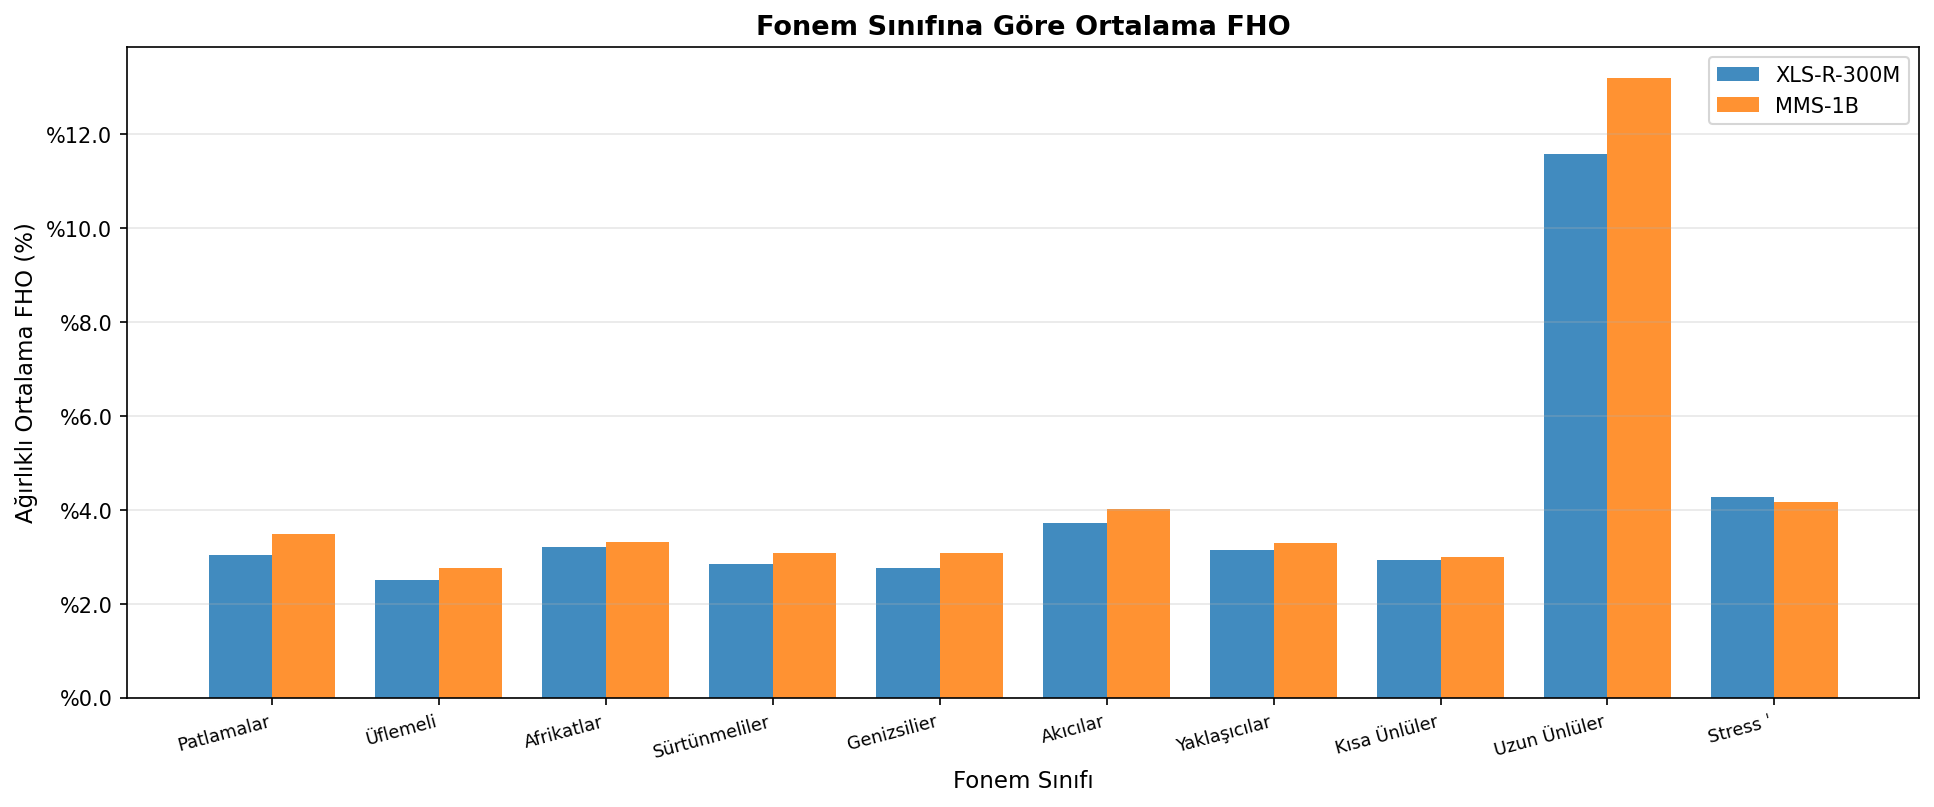 Fonem Sınıfına Göre Ortalama FHO
XLS-R-300M
MMS-1B
Ağırlıklı Ortalama FHO (%)
%12.0
%10.0
%8.0
%6.0
%4.0
%2.0
%0.0
Patlamalar
Üflemeli
Afrikatlar
Sürtünmeliler
Genizsilier
Akıcılar
Yaklaşıcılar
Kısa Ünlüler
Uzun Ünlüler
Stress ˈ
Fonem Sınıfı